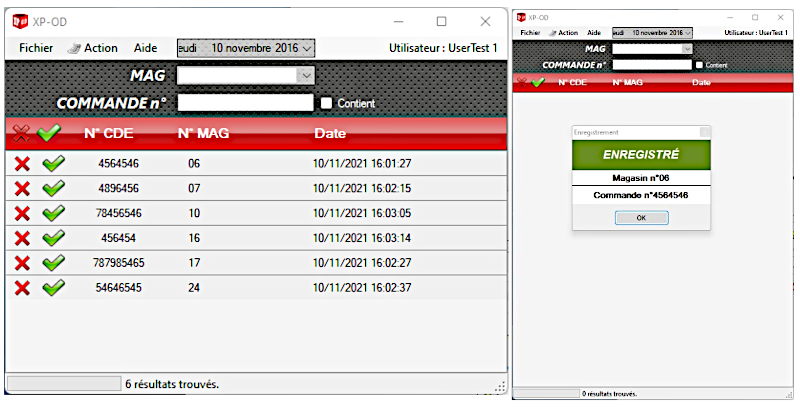 XP-OD
Fichier Action Aide eudi 10 novembre 2016 Utilisateur : UserTest 1
MAG
COMMANDE n° Contient
N° CDE N° MAG Date
4564546 06 10/11/2021 16:01:27
4896456 07 10/11/2021 16:02:15
78456546 10 10/11/2021 16:03:05
456454 16 10/11/2021 16:03:14
787985465 17 10/11/2021 16:02:27
54646545 24 10/11/2021 16:02:37
6 résultats trouvés.
XP-OD
Fichier Action Aide eudi 10 novembre 2016 Utilisateur : UserTest 1
MAG
COMMANDE n° Contient
N° CDE N° MAG Date
Enregistrement
ENREGISTRÉ
Magasin n°06
Commande n°4564546
OK
0 résultats trouvés.